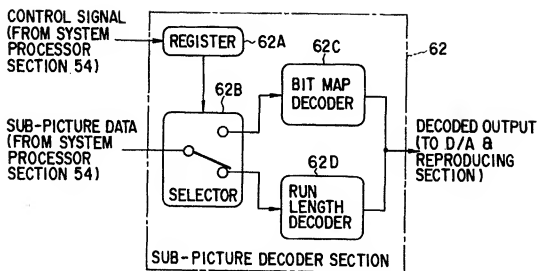 CONTROL SIGNAL
(FROM SYSTEM
PROCESSOR
SECTION 54)
REGISTER
62A
62B
62C
62
BIT MAP
DECODER
SUB-PICTURE DATA
(FROM SYSTEM
PROCESSOR
SECTION 54)
SELECTOR
62D
RUN
LENGTH
DECODER
DECODED OUTPUT
(TO D/A &
REPRODUCING
SECTION)
SUB-PICTURE DECODER SECTION